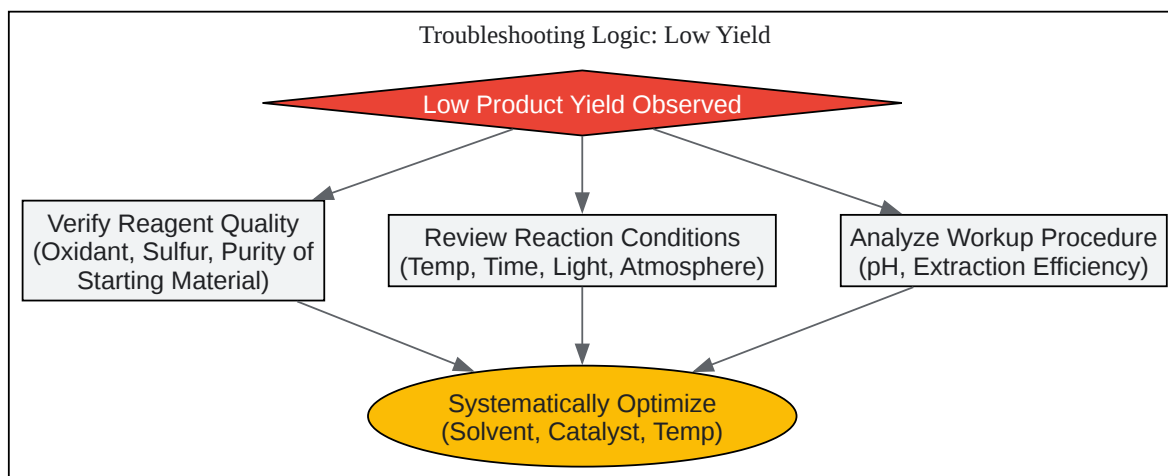 Troubleshooting Logic: Low Yield
Low Product Yield Observed
Verify Reagent Quality
(Oxidant, Sulfur, Purity of
Starting Material)
Review Reaction Conditions
(Temp, Time, Light, Atmosphere)
Analyze Workup Procedure
(pH, Extraction Efficiency)
Systematically Optimize
(Solvent, Catalyst, Temp)